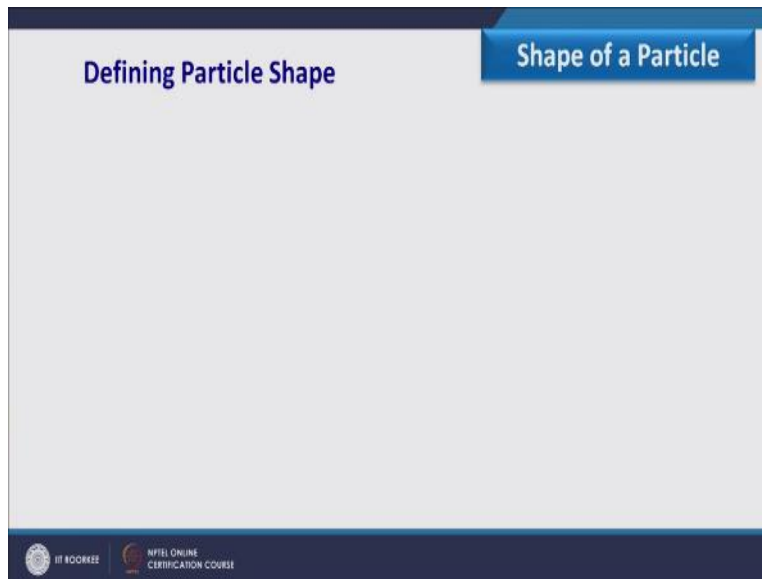 Shape of a Particle
Defining Particle Shape
IIT ROORKEE
NPTEL ONLINE
CERTIFICATION COURSE